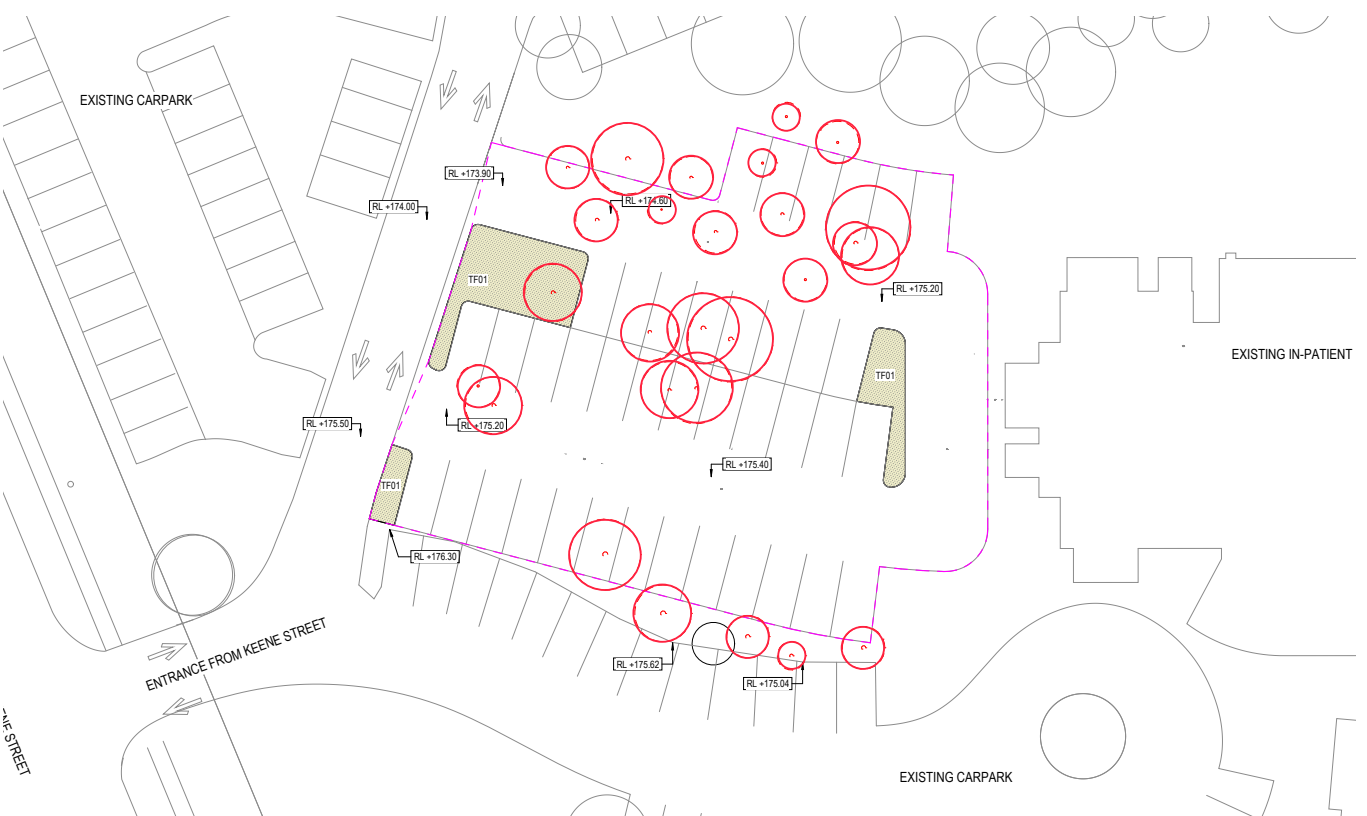 EXISTING CARPARK
RL +173.90
RL +174.00
RL +174.60
TF01
RL +175.20
EXISTING IN-PATIENT
TF01
RL +175.50
RL +175.20
RL +175.40
TF01
RL +176.30
ENTRANCE FROM KEENE STREET
RL +175.62
RL +175.04
STREET
EXISTING CARPARK